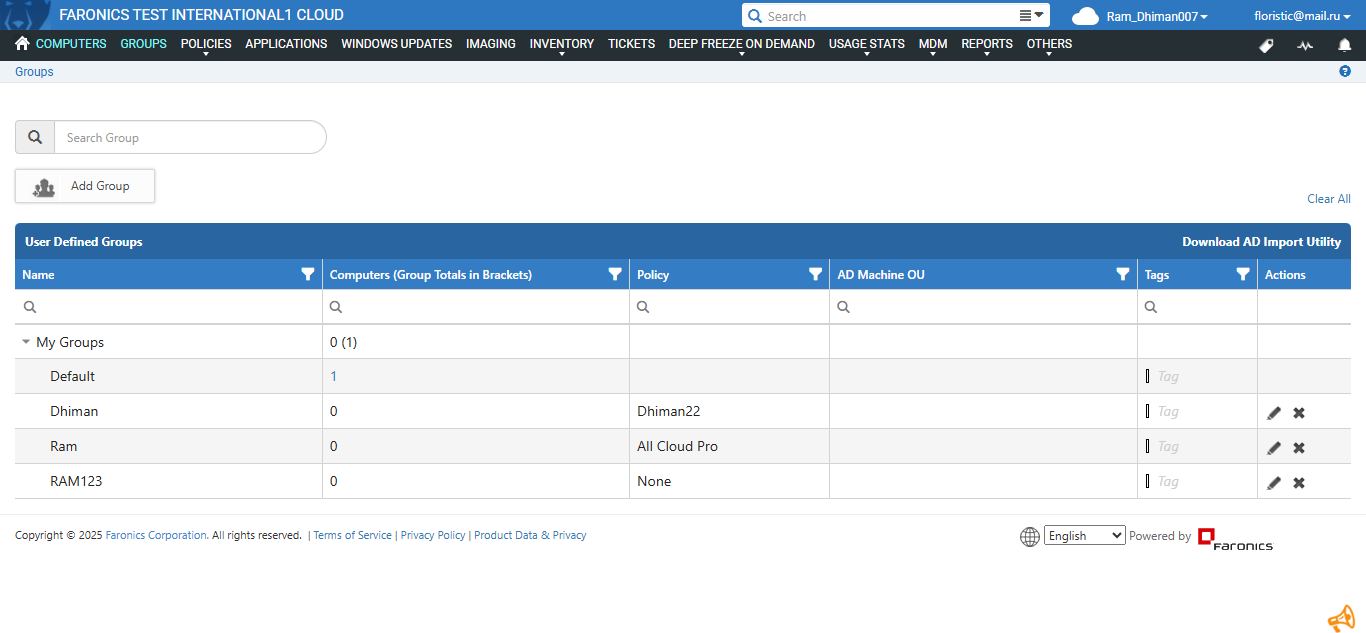 FARONICS TEST INTERNATIONAL1 CLOUD Search Ram_Dhiman007 floristic@mail.ru
COMPUTERS GROUPS POLICIES APPLICATIONS WINDOWS UPDATES IMAGING INVENTORY TICKETS DEEP FREEZE ON DEMAND USAGE STATS MDM REPORTS OTHERS
Groups
Search Group
Add Group
Clear All
User Defined Groups Download AD Import Utility
Name Computers (Group Totals in Brackets) Policy AD Machine OU Tags Actions
My Groups 0 (1)
Default 1 Tag
Dhiman 0 Dhiman22 Tag
Ram 0 All Cloud Pro Tag
RAM123 0 None Tag
Copyright © 2025 Faronics Corporation. All rights reserved. | Terms of Service | Privacy Policy | Product Data & Privacy English Powered by Faronics